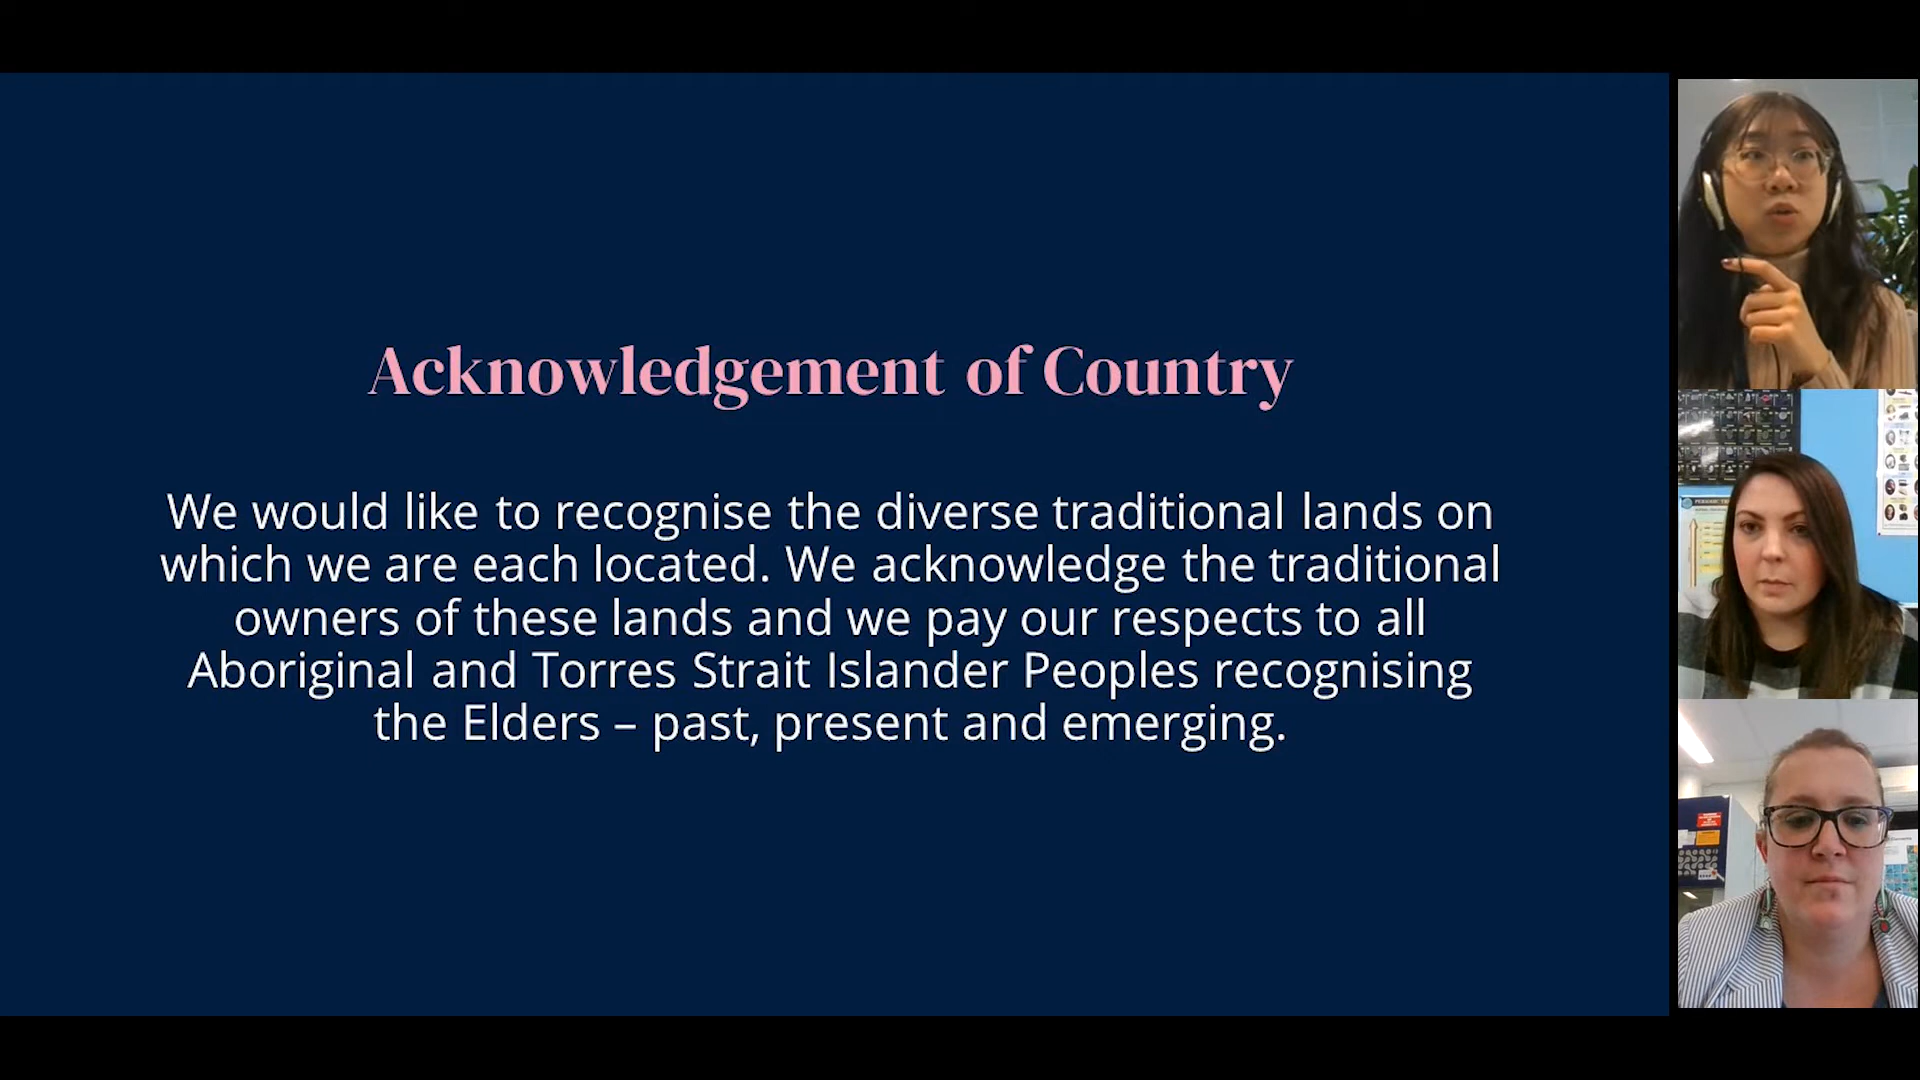 Acknowledgement of Country
We would like to recognise the diverse traditional lands on
which we are each located. We acknowledge the traditional
owners of these lands and we pay our respects to all
Aboriginal and Torres Strait Islander Peoples recognising
the Elders – past, present and emerging.